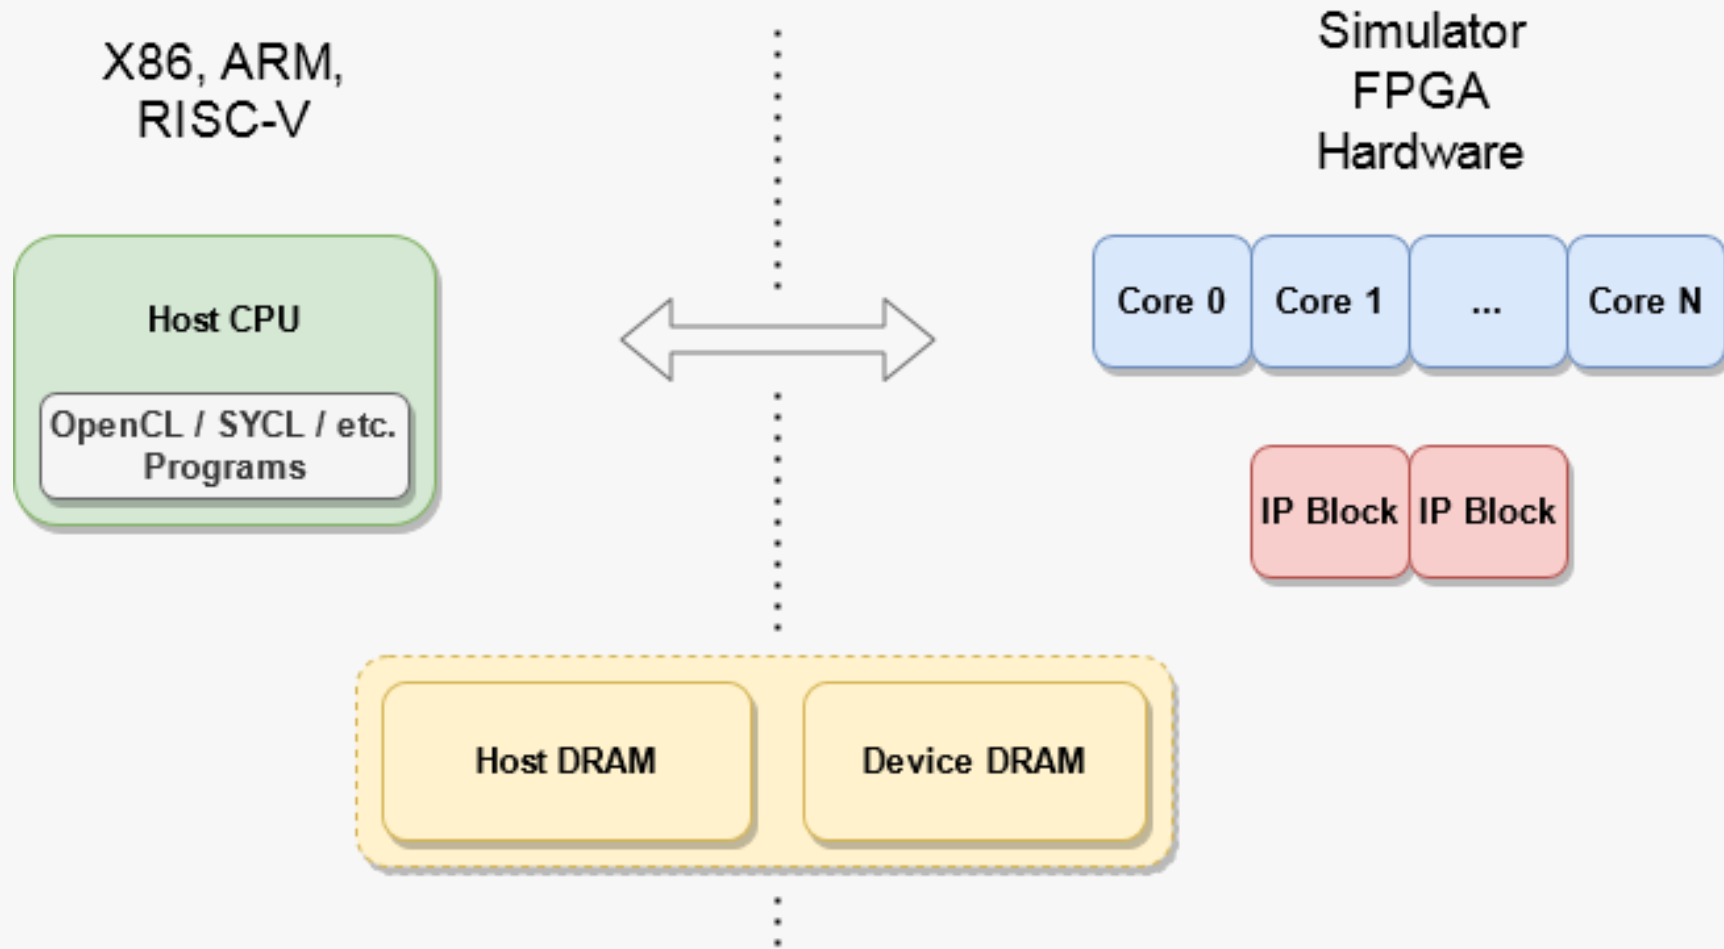 X86, ARM,
RISC-V
Simulator
FPGA
Hardware
Host CPU
OpenCL / SYCL / etc.
Programs
Core 0
Core 1
...
Core N
IP Block
IP Block
Host DRAM
Device DRAM